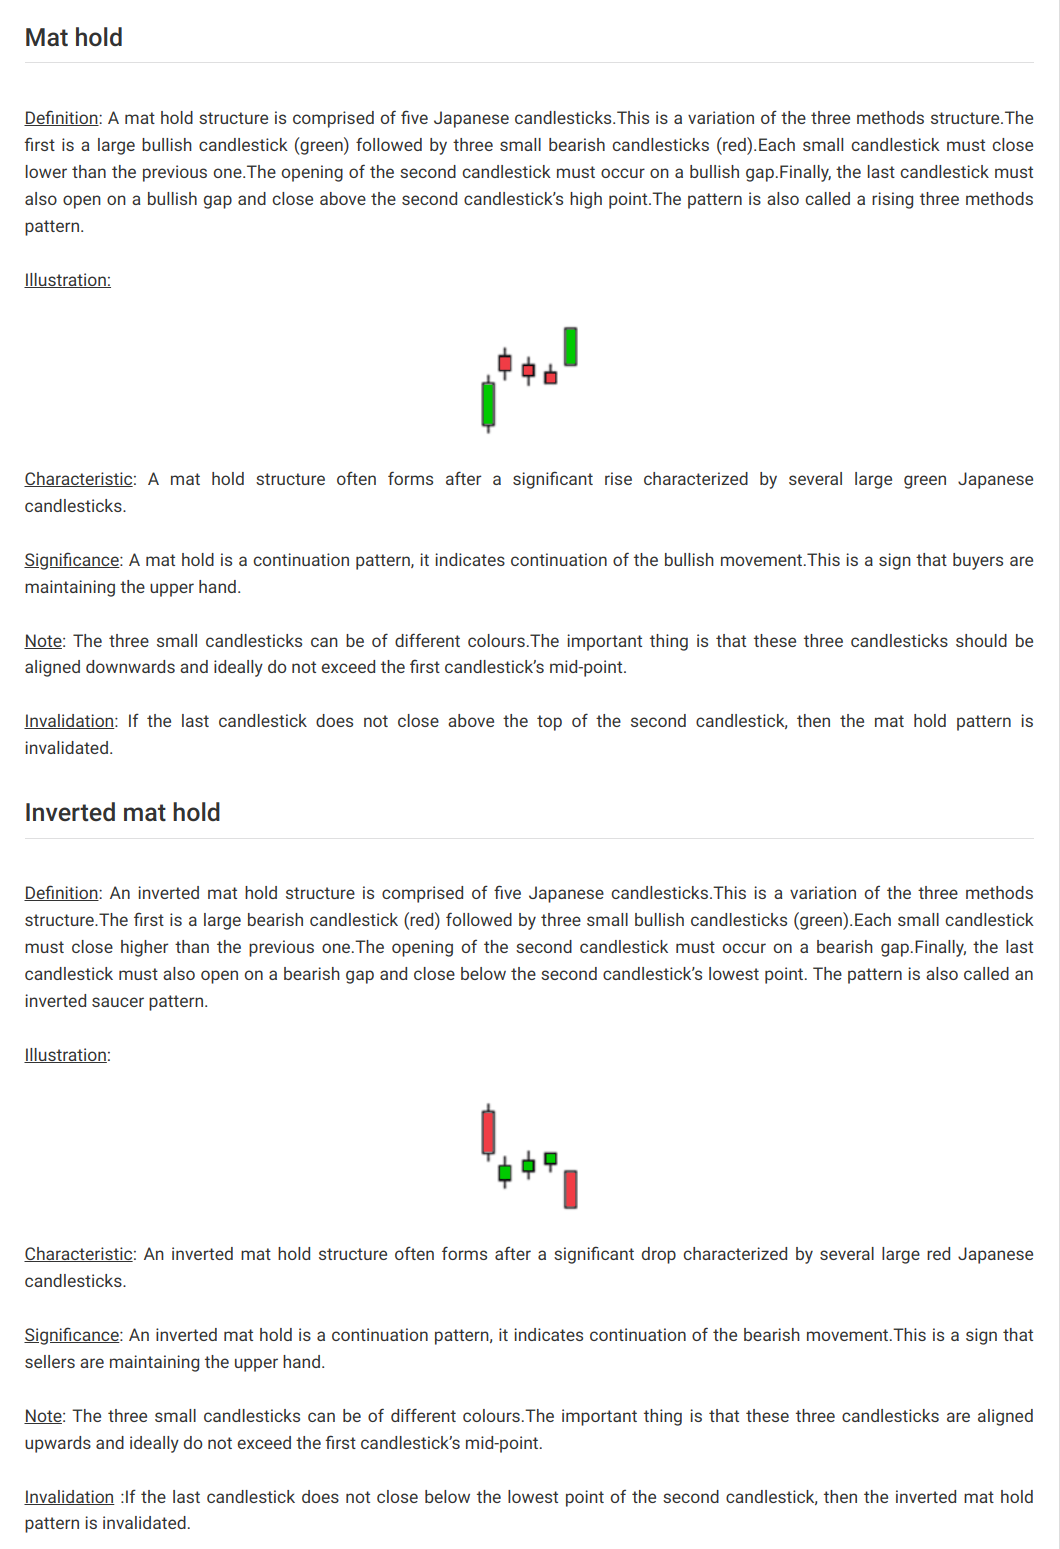 Mat hold
Definition: A mat hold structure is comprised of five Japanese candlesticks.This is a variation of the three methods structure.The
first is a large bullish candlestick (green) followed by three small bearish candlesticks (red).Each small candlestick must close
lower than the previous one.The opening of the second candlestick must occur on a bullish gap.Finally, the last candlestick must
also open on a bullish gap and close above the second candlestick’s high point.The pattern is also called a rising three methods
pattern.
Illustration:
Characteristic: A mat hold structure often forms after a significant rise characterized by several large green Japanese
candlesticks.
Significance: A mat hold is a continuation pattern, it indicates continuation of the bullish movement.This is a sign that buyers are
maintaining the upper hand.
Note: The three small candlesticks can be of different colours.The important thing is that these three candlesticks should be
aligned downwards and ideally do not exceed the first candlestick’s mid-point.
Invalidation: If the last candlestick does not close above the top of the second candlestick, then the mat hold pattern is
invalidated.
Inverted mat hold
Definition: An inverted mat hold structure is comprised of five Japanese candlesticks.This is a variation of the three methods
structure.The first is a large bearish candlestick (red) followed by three small bullish candlesticks (green).Each small candlestick
must close higher than the previous one.The opening of the second candlestick must occur on a bearish gap.Finally, the last
candlestick must also open on a bearish gap and close below the second candlestick’s lowest point. The pattern is also called an
inverted saucer pattern.
Illustration:
Characteristic: An inverted mat hold structure often forms after a significant drop characterized by several large red Japanese
candlesticks.
Significance: An inverted mat hold is a continuation pattern, it indicates continuation of the bearish movement.This is a sign that
sellers are maintaining the upper hand.
Note: The three small candlesticks can be of different colours.The important thing is that these three candlesticks are aligned
upwards and ideally do not exceed the first candlestick’s mid-point.
Invalidation :If the last candlestick does not close below the lowest point of the second candlestick, then the inverted mat hold
pattern is invalidated.